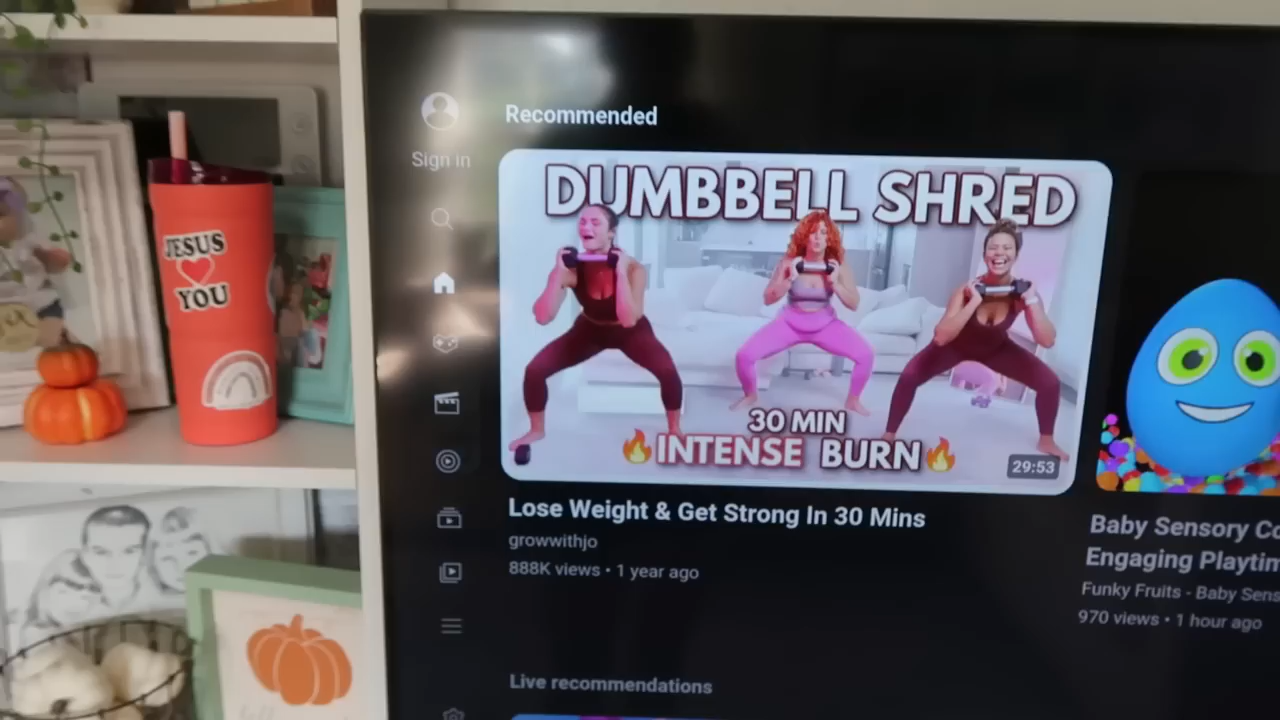 JESUS
YOU
Sign in
Recommended
DUMBBELL SHRED
30 MIN
INTENSE BURN
29:53
Lose Weight & Get Strong In 30 Mins
growwithjo
888K views • 1 year ago
Baby Sensory
Engaging
Funky Fruits - Baby
970 views • 1 hour ago
Live recommendations